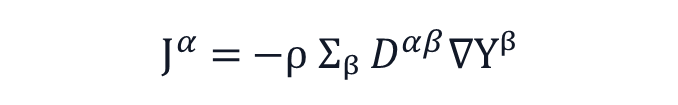 J^α = −ρ Σ_β D^{αβ} ∇Y^β